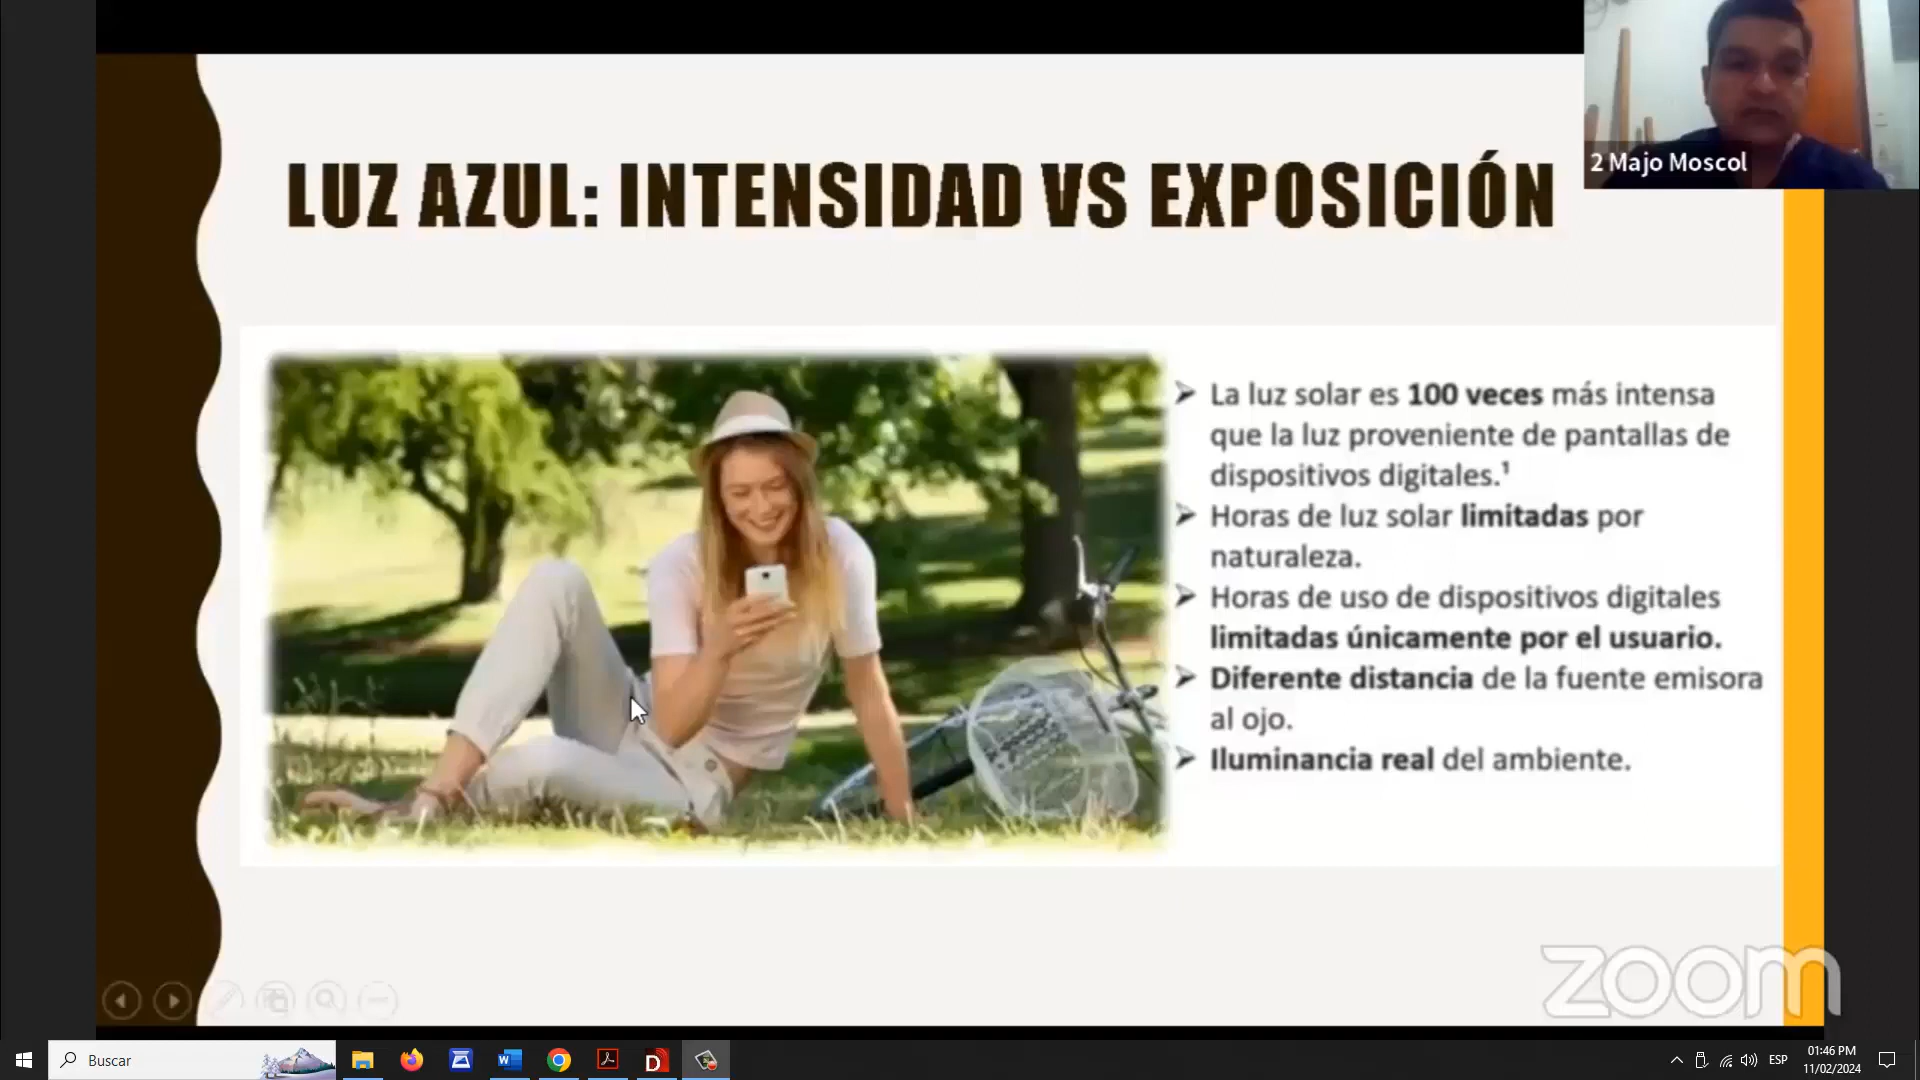 2 Majo Moscol
LUZ AZUL: INTENSIDAD VS EXPOSICIÓN
➢ La luz solar es 100 veces más intensa
que la luz proveniente de pantallas de
dispositivos digitales.¹
➢ Horas de luz solar limitadas por
naturaleza.
➢ Horas de uso de dispositivos digitales
limitadas únicamente por el usuario.
➢ Diferente distancia de la fuente emisora
al ojo.
➢ Iluminancia real del ambiente.
zoom
Buscar
ESP
01:46 PM
11/02/2024